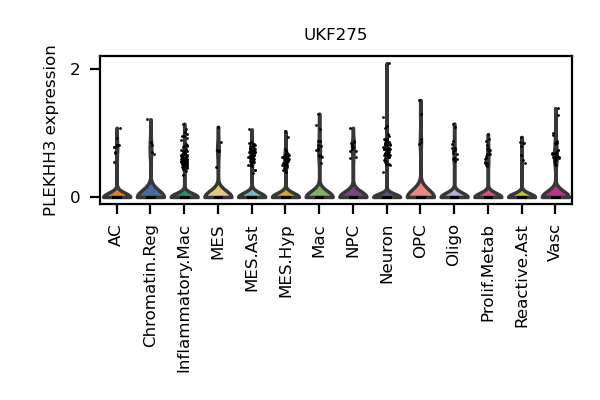 UKF275
PLEKHH3 expression
2
0
AC
Chromatin.Reg
Inflammatory.Mac
MES
MES.Ast
MES.Hyp
Mac
NPC
Neuron
OPC
Oligo
Prolif.Metab
Reactive.Ast
Vasc